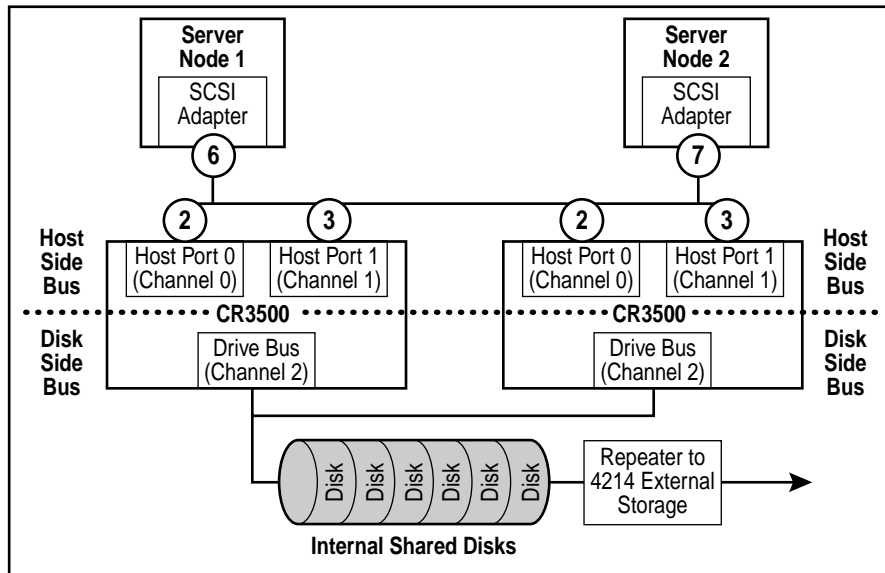 Server
Node 1
SCSI
Adapter
6
Server
Node 2
SCSI
Adapter
7
2
3
2
3
Host
Side
Bus
Host Port 0
(Channel 0)
Host Port 1
(Channel 1)
Host Port 0
(Channel 0)
Host Port 1
(Channel 1)
Host
Side
Bus
CR3500
CR3500
Disk
Side
Bus
Drive Bus
(Channel 2)
Drive Bus
(Channel 2)
Disk
Side
Bus
Disk
Disk
Disk
Disk
Disk
Disk
Repeater to
4214 External
Storage
Internal Shared Disks